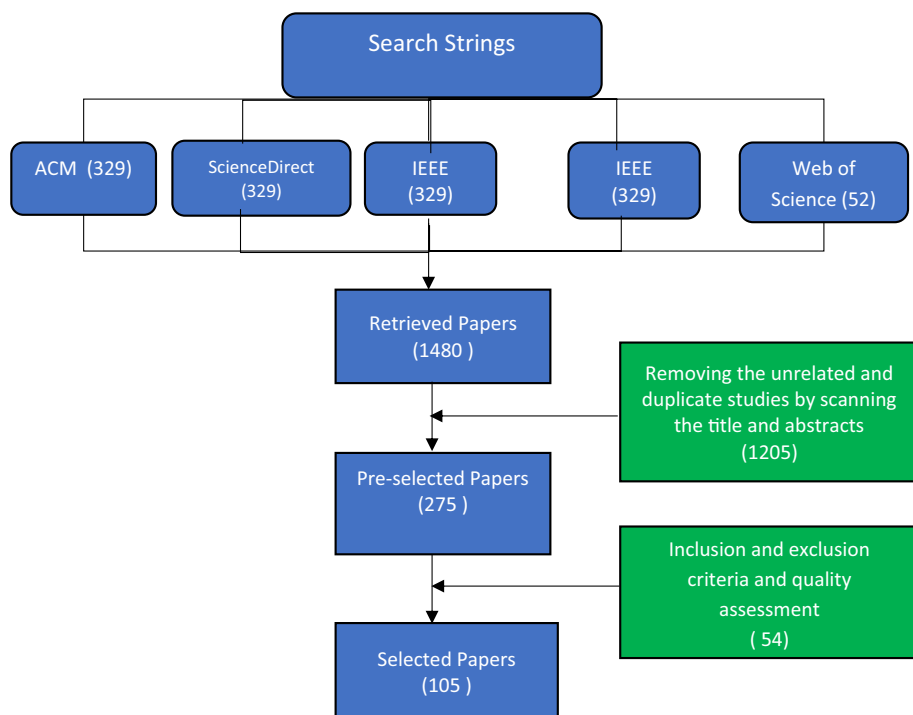 Search Strings
ACM (329)
ScienceDirect
(329)
IEEE
(329)
IEEE
(329)
Web of
Science (52)
Retrieved Papers
(1480 )
Removing the unrelated and
duplicate studies by scanning
the title and abstracts
(1205)
Pre-selected Papers
(275 )
Inclusion and exclusion
criteria and quality
assessment
( 54)
Selected Papers
(105 )